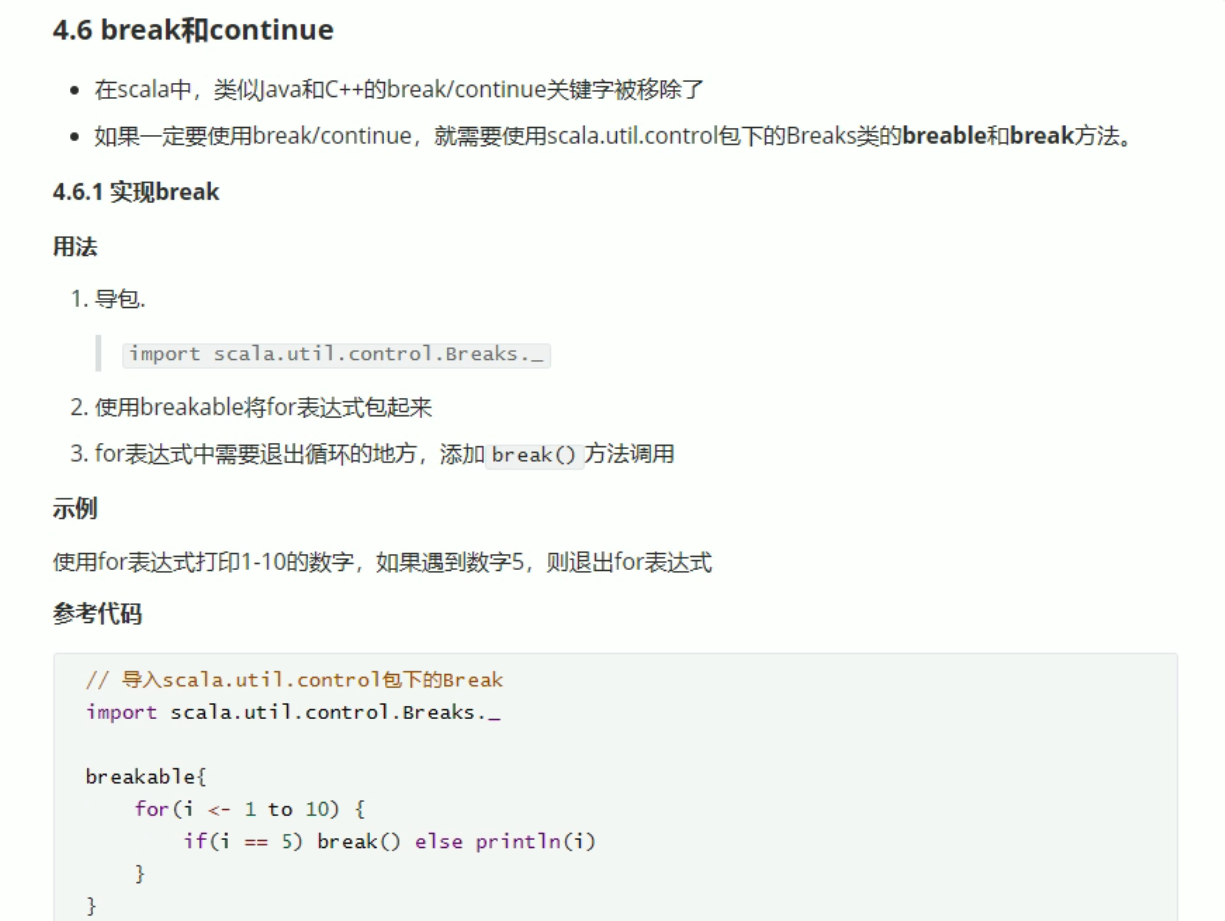 4.6 break和continue
在scala中，类似Java和C++的break/continue关键字被移除了
如果一定要使用break/continue，就需要使用scala.util.control包下的Breaks类的breable和break方法。
4.6.1 实现break
用法
1. 导包.
import scala.util.control.Breaks._
2. 使用breakable将for表达式包起来
3. for表达式中需要退出循环的地方，添加 break() 方法调用
示例
使用for表达式打印1-10的数字，如果遇到数字5，则退出for表达式
参考代码
// 导入scala.util.control包下的Break
import scala.util.control.Breaks._
breakable{
for(i <- 1 to 10) {
if(i == 5) break() else println(i)
}
}